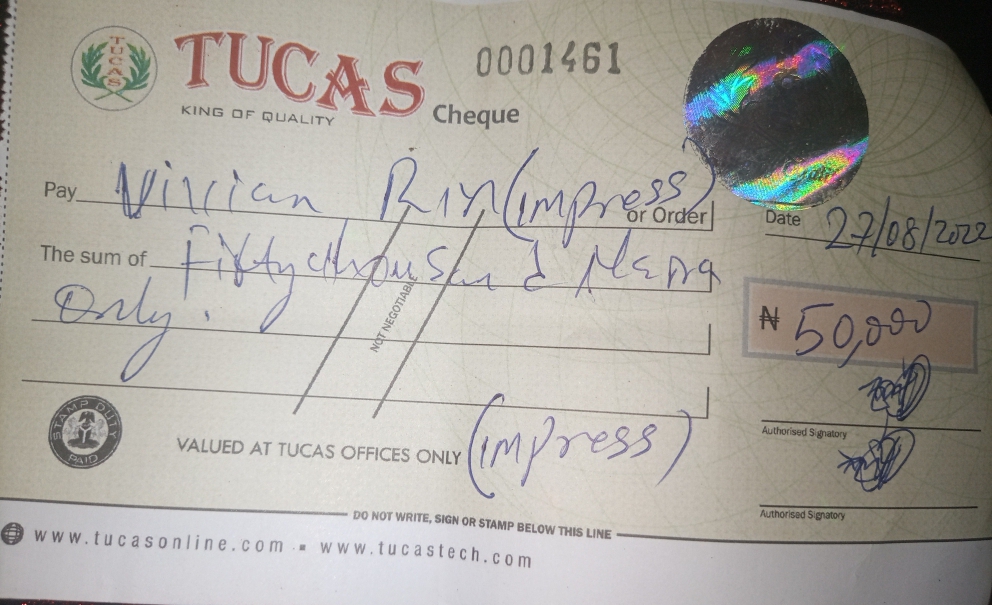 TUCAS
TUCAS
KING OF QUALITY
0001461
Cheque
Pay Vivian Rin (impress) or Order
Date 27/08/2022
The sum of Fifty thousand Naira
Only.
₦ 50,000
NOT NEGOTIABLE
Authorised Signatory
STAMP DUTY
PAID
VALUED AT TUCAS OFFICES ONLY (impress)
Authorised Signatory
DO NOT WRITE, SIGN OR STAMP BELOW THIS LINE
www.tucasonline.com ▪ www.tucastech.com